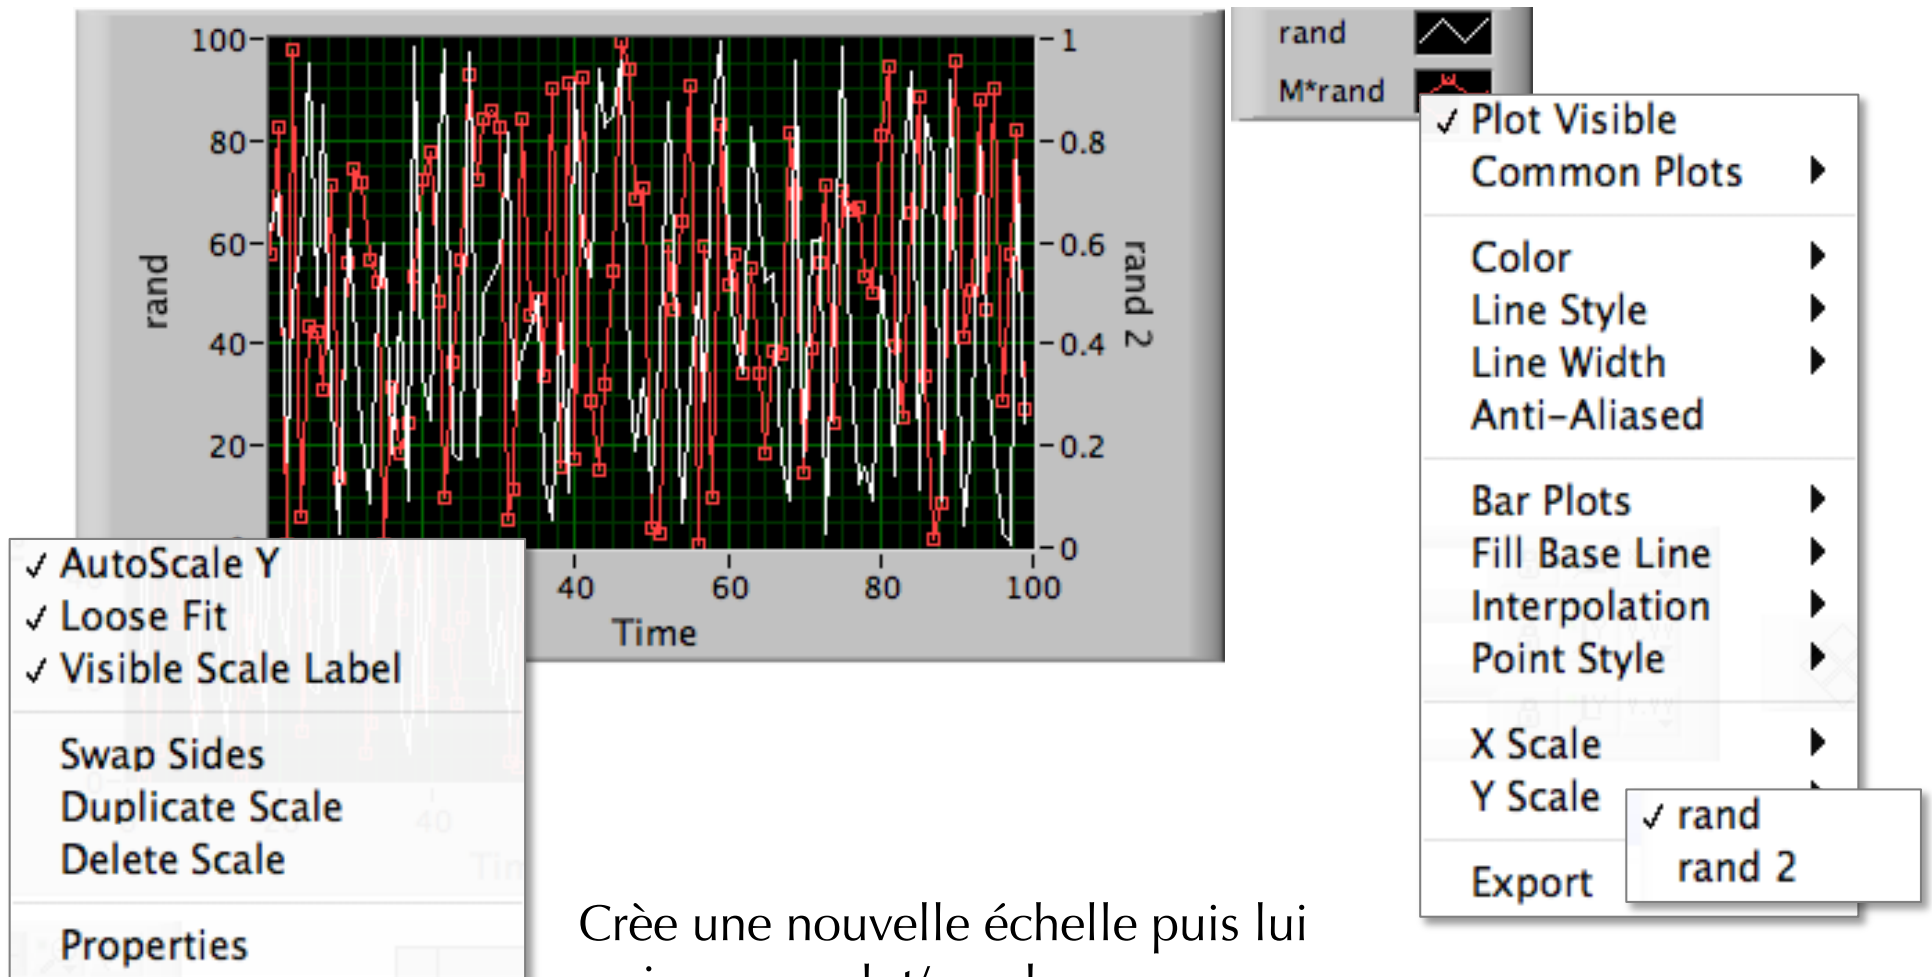 100
80
60
40
20
rand
1
0.8
0.6
0.4
0.2
0
rand 2
40
60
80
100
Time
rand
M*rand
✓ Plot Visible
Common Plots
Color
Line Style
Line Width
Anti-Aliased
Bar Plots
Fill Base Line
Interpolation
Point Style
X Scale
Y Scale
Export
✓ rand
rand 2
✓ AutoScale Y
✓ Loose Fit
✓ Visible Scale Label
Swap Sides
Duplicate Scale
Delete Scale
Properties
Crèe une nouvelle échelle puis lui